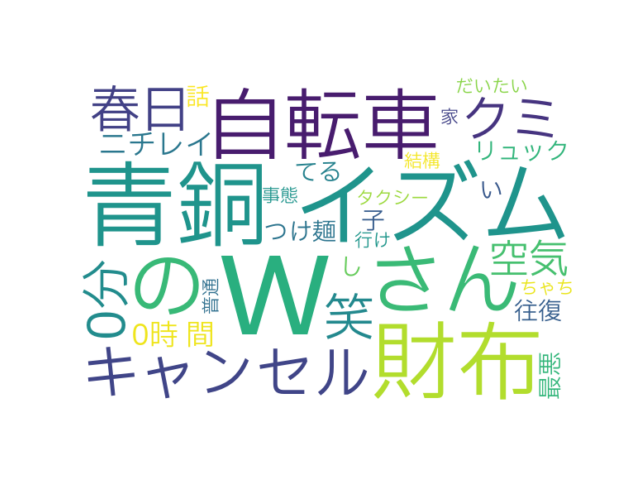 春日
話
自転車
だいたい
家
クミ
ニチレイ
リュック
結構
てる
青銅
イズム
事態
タクシー
い
つけ麺
子
行け
0分
の
w
さん
し
空気
普通
ちゃち
笑
往復
0時間
キャンセル
財布
最悪